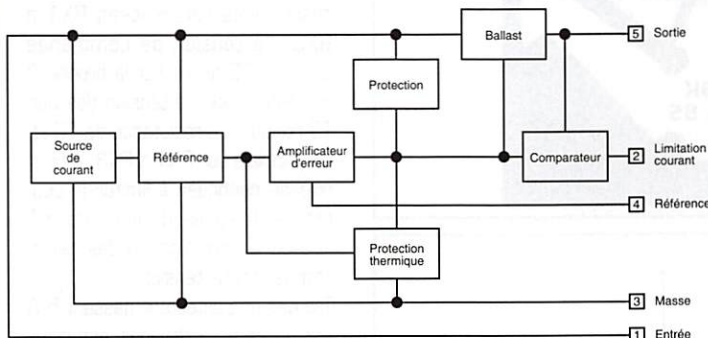 Ballast
5 Sortie
Protection
Source
de
courant
Référence
Amplificateur
d'erreur
Comparateur
2 Limitation
courant
4 Référence
Protection
thermique
3 Masse
1 Entrée